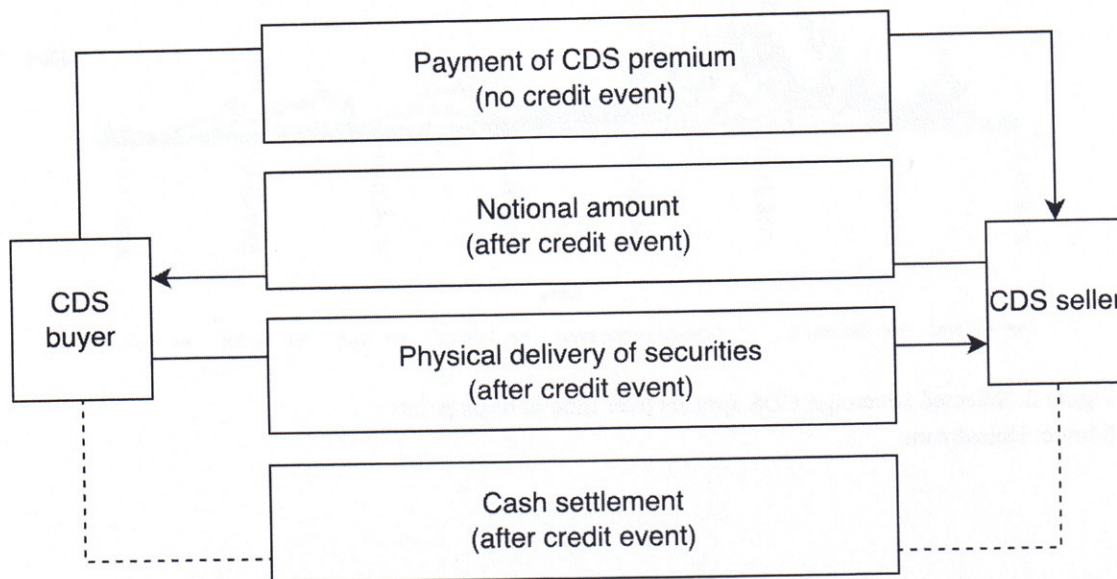 Payment of CDS premium
(no credit event)
Notional amount
(after credit event)
CDS
buyer
CDS seller
Physical delivery of securities
(after credit event)
Cash settlement
(after credit event)